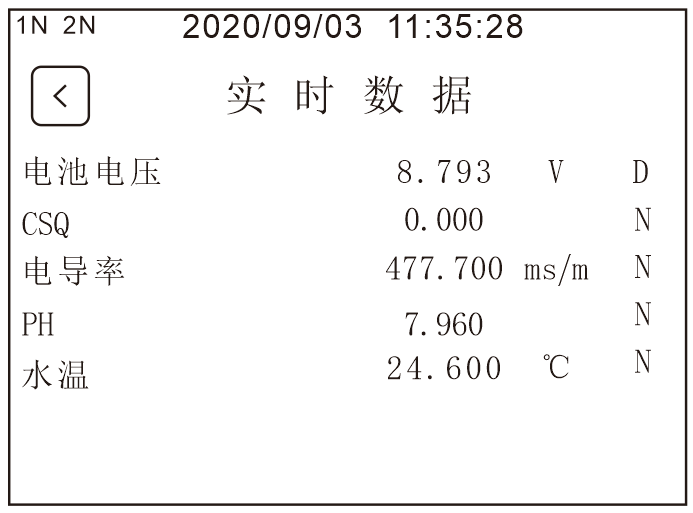 1N 2N 2020/09/03 11:35:28
< 实时数据
电池电压 8.793 V D
CSQ 0.000 N
电导率 477.700 ms/m N
PH 7.960 N
水温 24.600 ℃ N